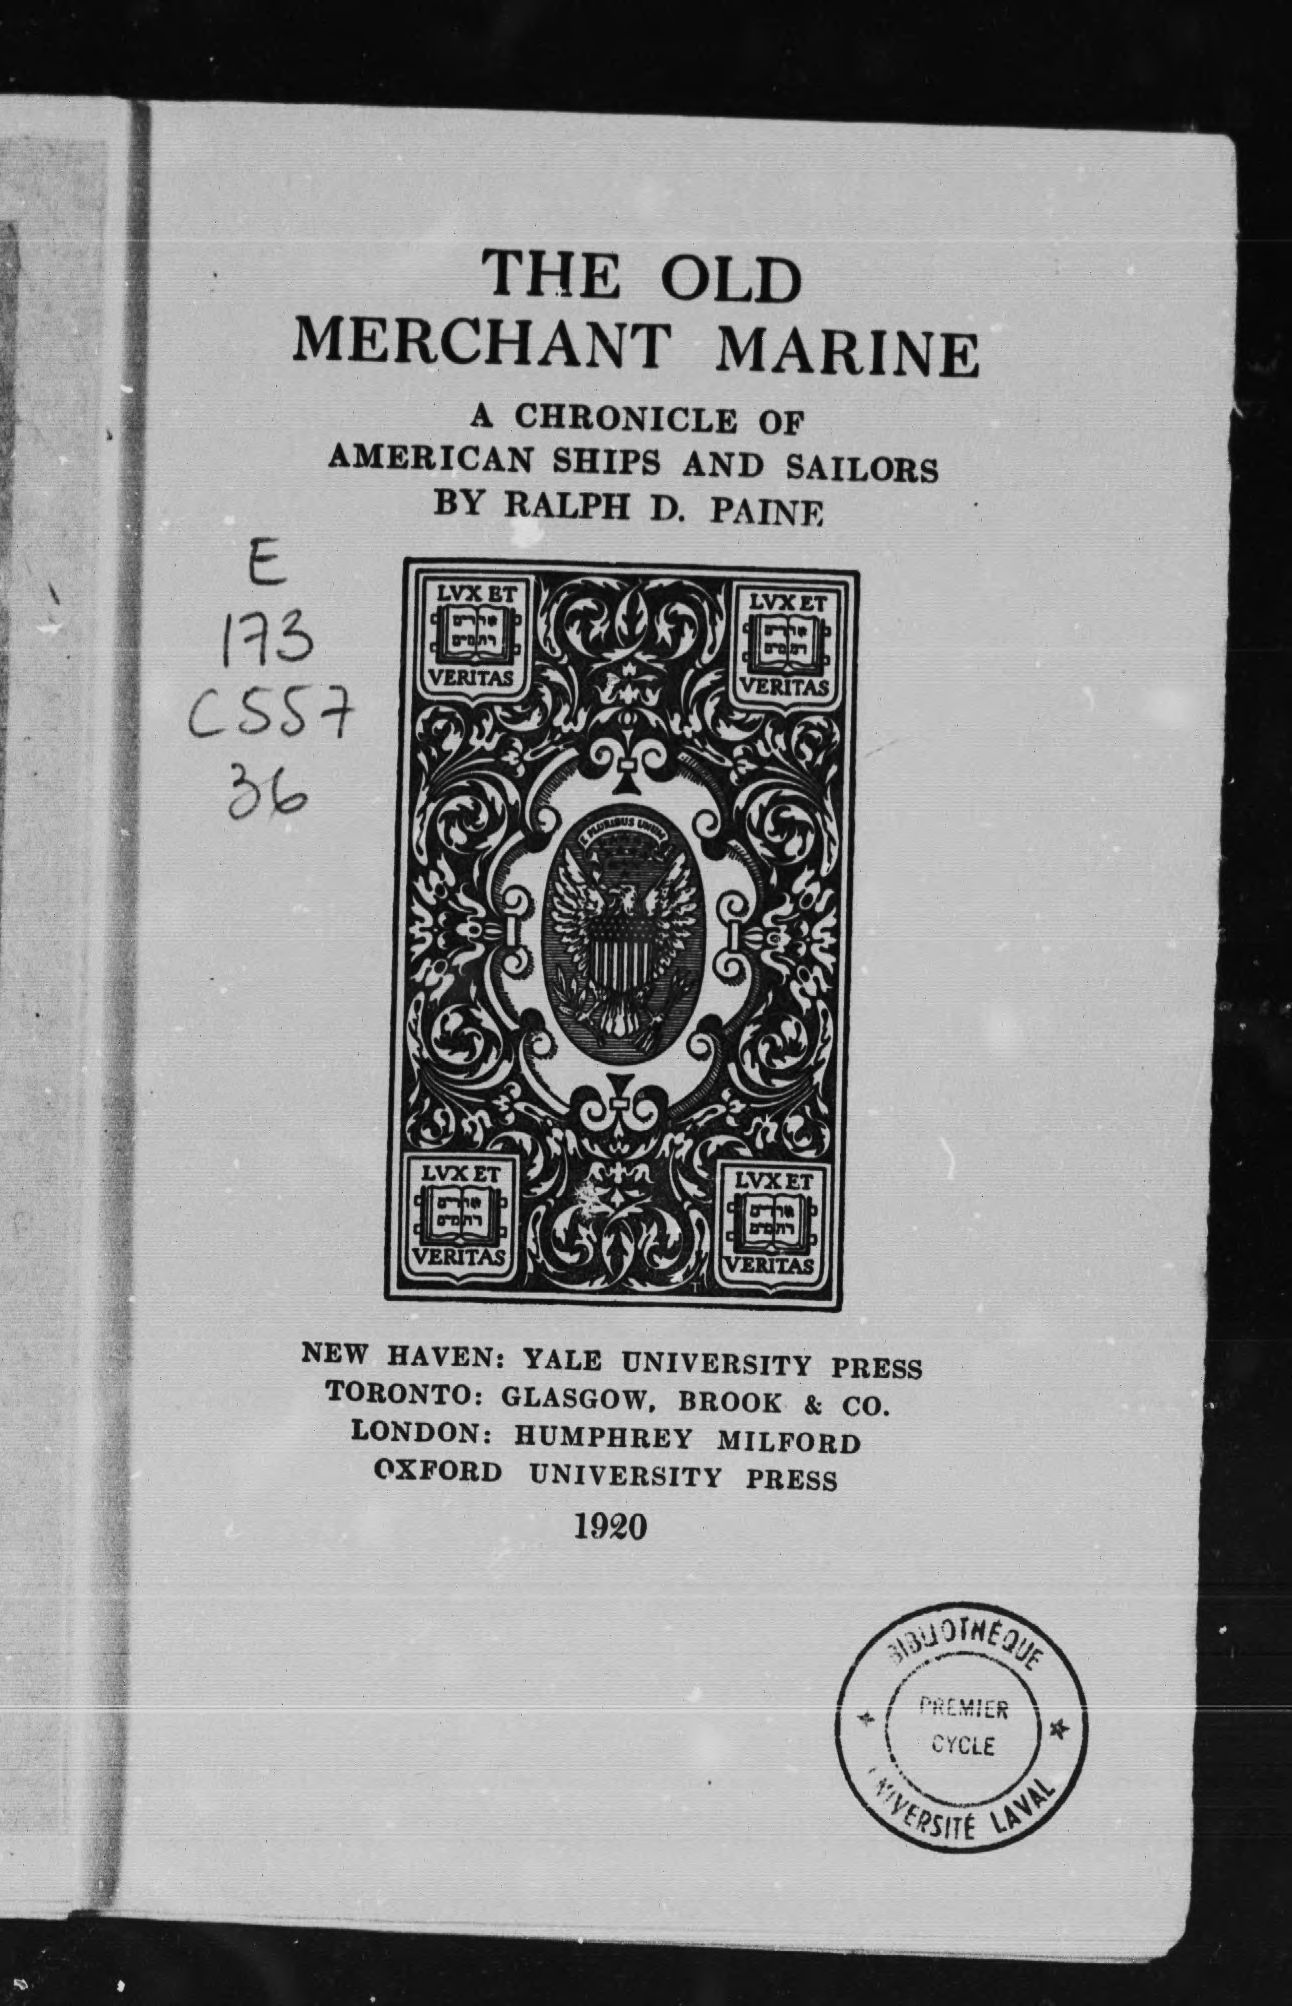 THE OLD
MERCHANT MARINE
A CHRONICLE OF
AMERICAN SHIPS AND SAILORS
BY RALPH D. PAINE
E
173
C557
36
LVX ET
VERITAS
LVX ET
VERITAS
E PLURIBUS UNUM
LVX ET
VERITAS
LVX ET
VERITAS
NEW HAVEN: YALE UNIVERSITY PRESS
TORONTO: GLASGOW, BROOK & CO.
LONDON: HUMPHREY MILFORD
OXFORD UNIVERSITY PRESS
1920
BIBLIOTHÈQUE
PREMIER
CYCLE
UNIVERSITÉ LAVAL